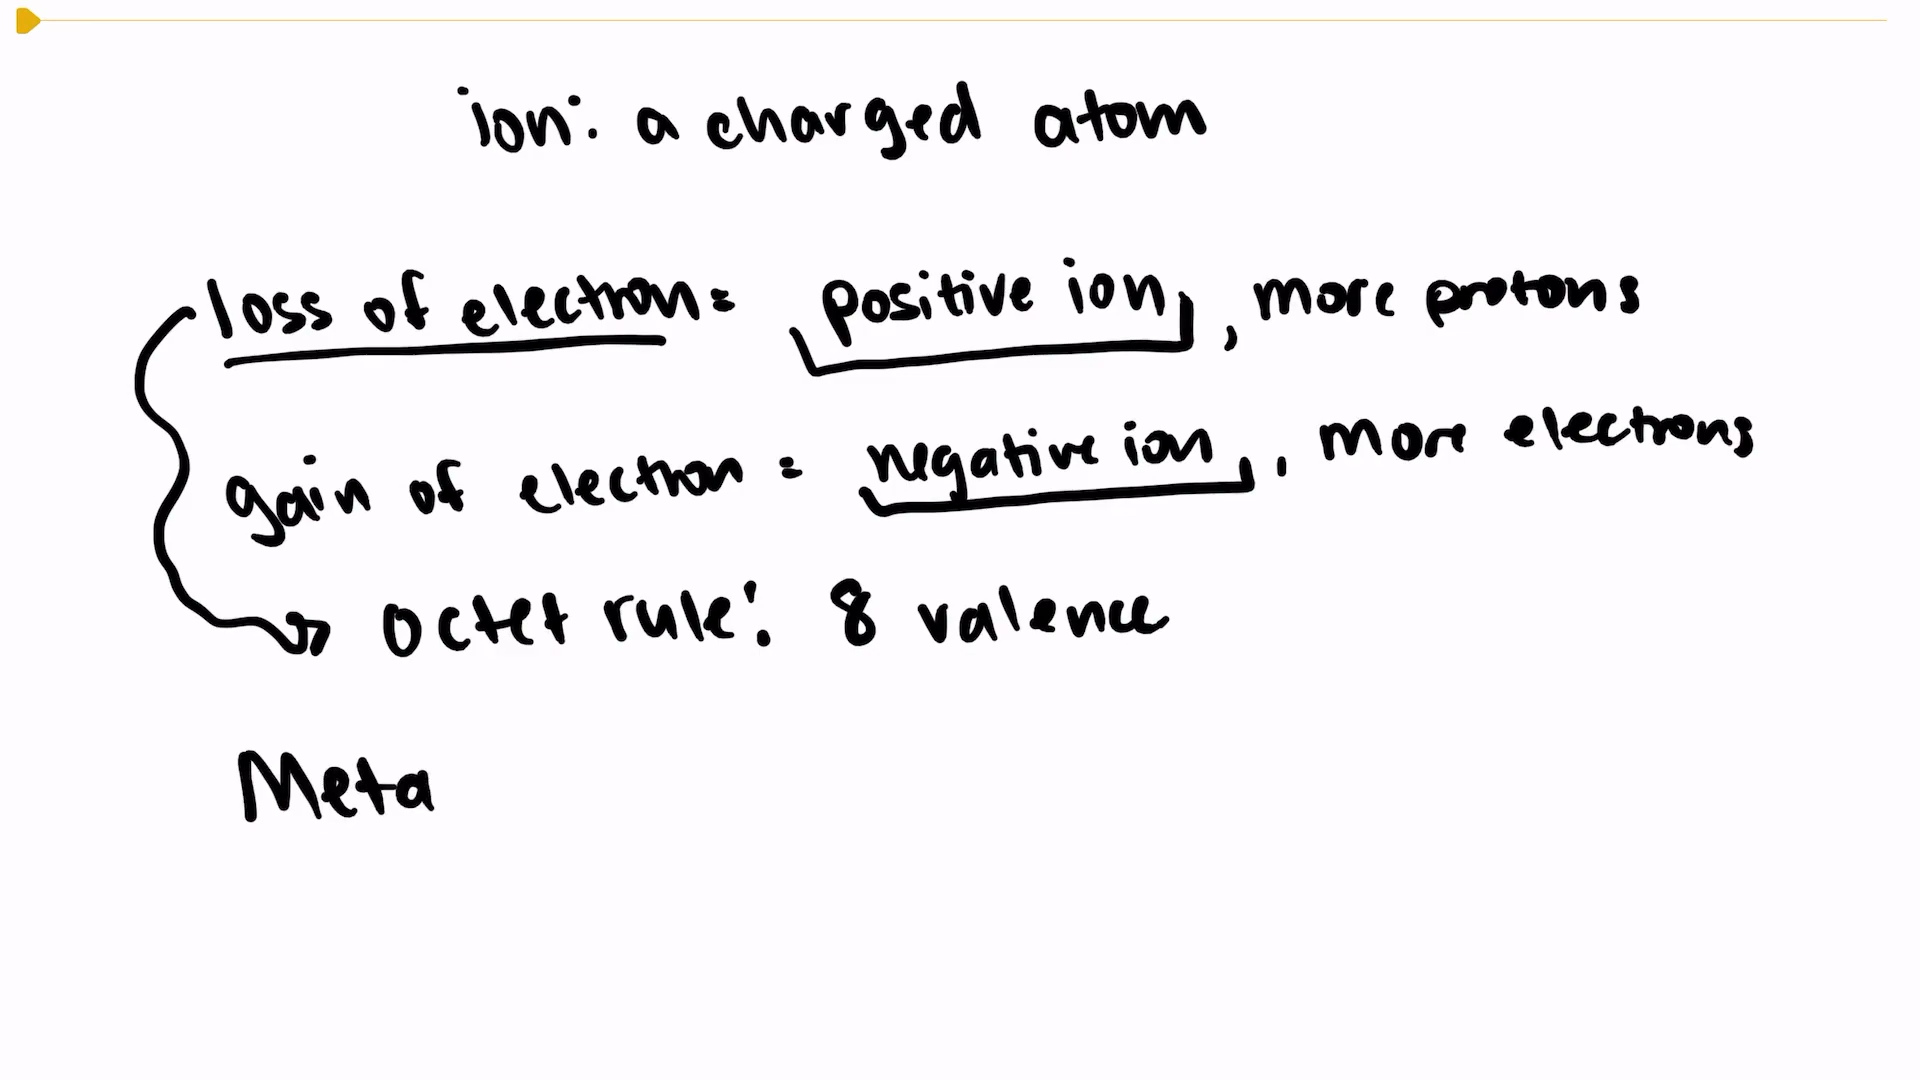 ion: a charged atom
loss of electron = positive ion, more protons
gain of electron = negative ion, more electrons
octet rule: 8 valence
Meta